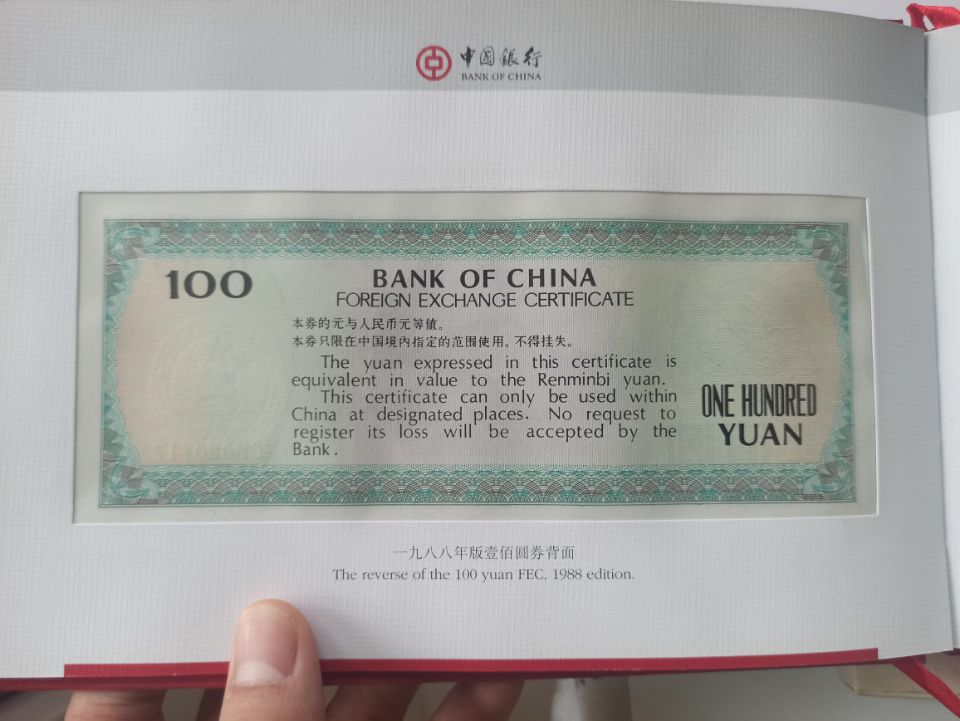 中国银行
BANK OF CHINA
100
BANK OF CHINA
FOREIGN EXCHANGE CERTIFICATE
本券的元与人民币元等值。
本券只限在中国境内指定的范围使用。不得挂失。
The yuan expressed in this certificate is
equivalent in value to the Renminbi yuan.
This certificate can only be used within
China at designated places. No request to
register its loss will be accepted by the
Bank.
ONE HUNDRED
YUAN
一九八八年版壹佰圆券背面
The reverse of the 100 yuan FEC, 1988 edition.